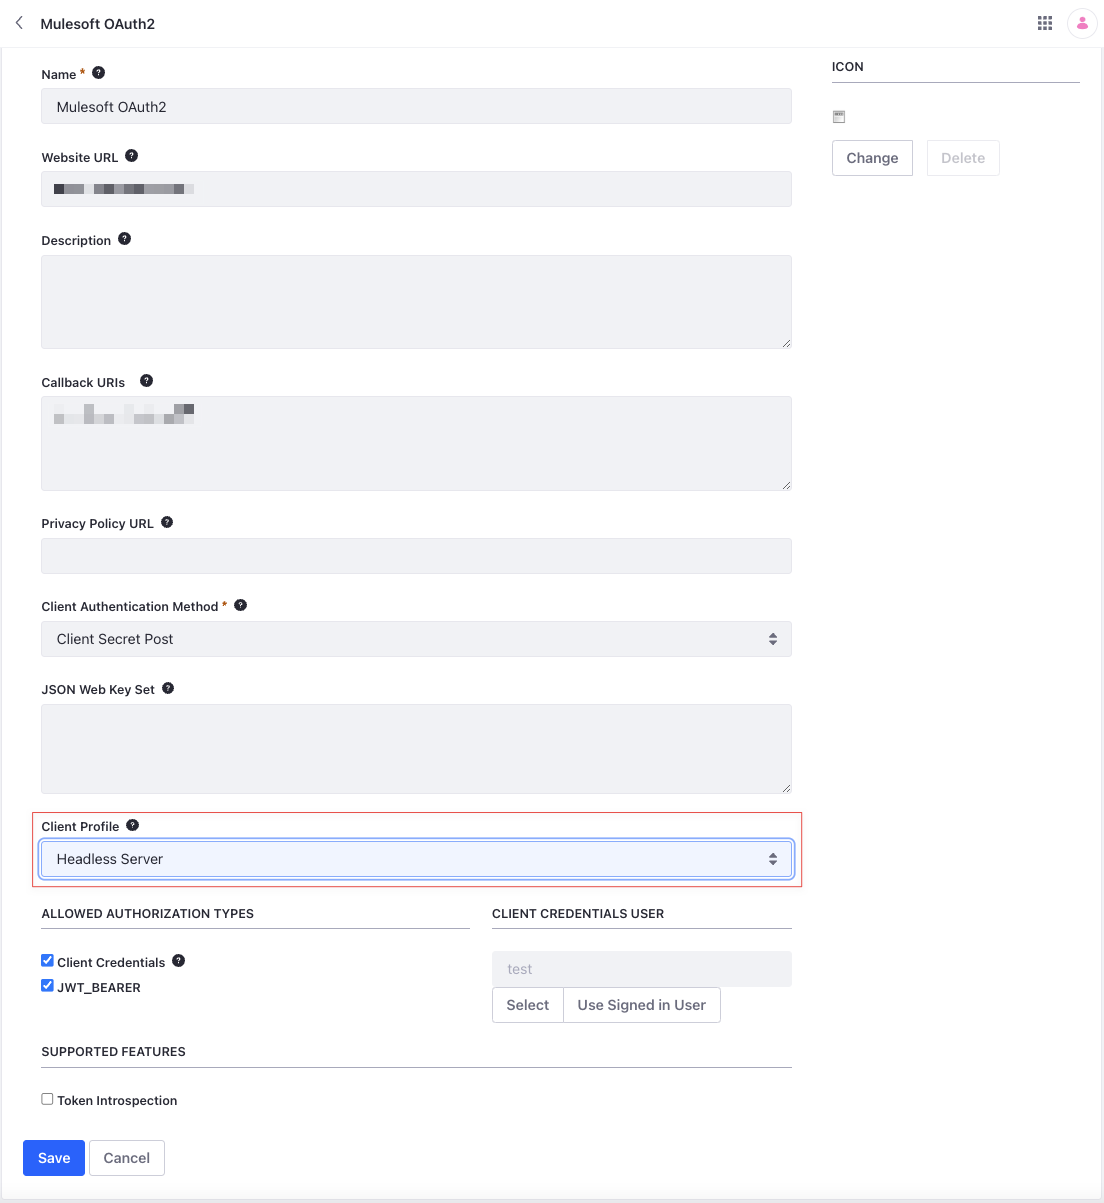 Mulesoft OAuth2
Name *
Mulesoft OAuth2
Website URL
Description
Callback URIs
Privacy Policy URL
Client Authentication Method *
Client Secret Post
JSON Web Key Set
Client Profile
Headless Server
ALLOWED AUTHORIZATION TYPES
Client Credentials
JWT_BEARER
CLIENT CREDENTIALS USER
test
Select
Use Signed in User
SUPPORTED FEATURES
Token Introspection
Save
Cancel
ICON
Change
Delete